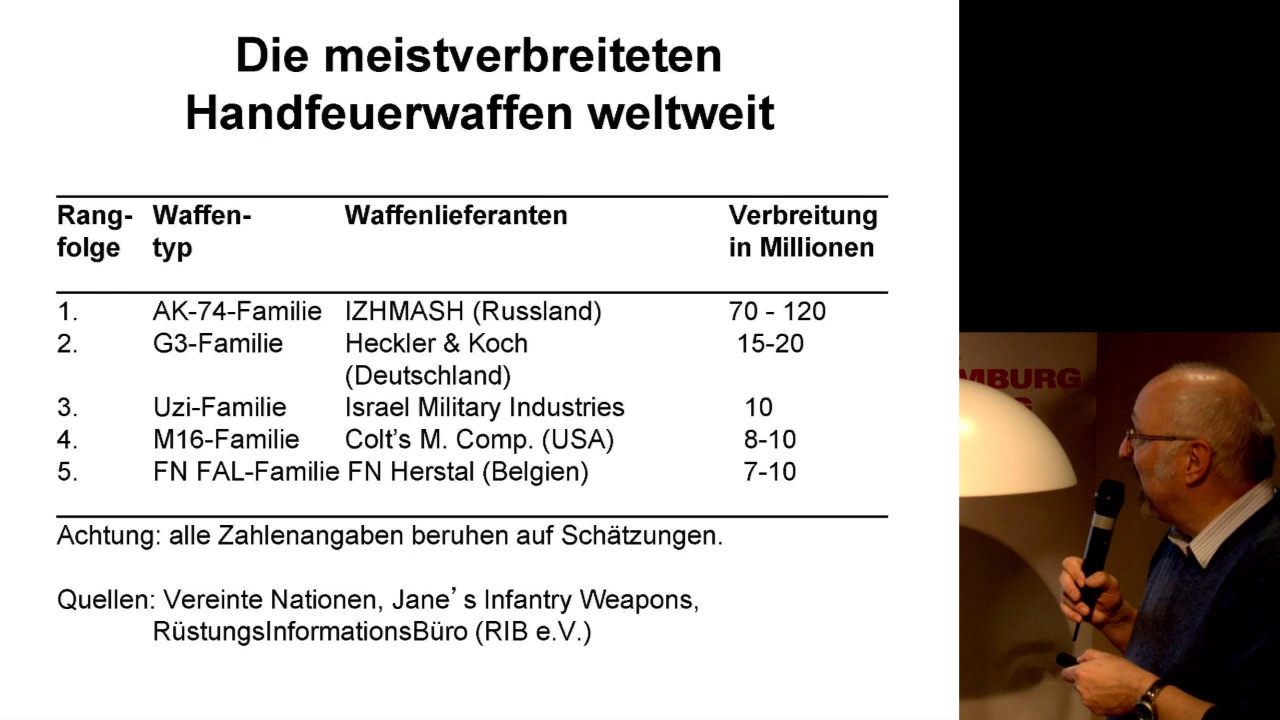 Die meistverbreiteten
Handfeuerwaffen weltweit
Rang- Waffen- Waffenlieferanten Verbreitung
folge typ in Millionen
1. AK-74-Familie IZHMASH (Russland) 70 - 120
2. G3-Familie Heckler & Koch 15-20
(Deutschland)
3. Uzi-Familie Israel Military Industries 10
4. M16-Familie Colt’s M. Comp. (USA) 8-10
5. FN FAL-Familie FN Herstal (Belgien) 7-10
Achtung: alle Zahlenangaben beruhen auf Schätzungen.
Quellen: Vereinte Nationen, Jane’ s Infantry Weapons,
RüstungsInformationsBüro (RIB e.V.)